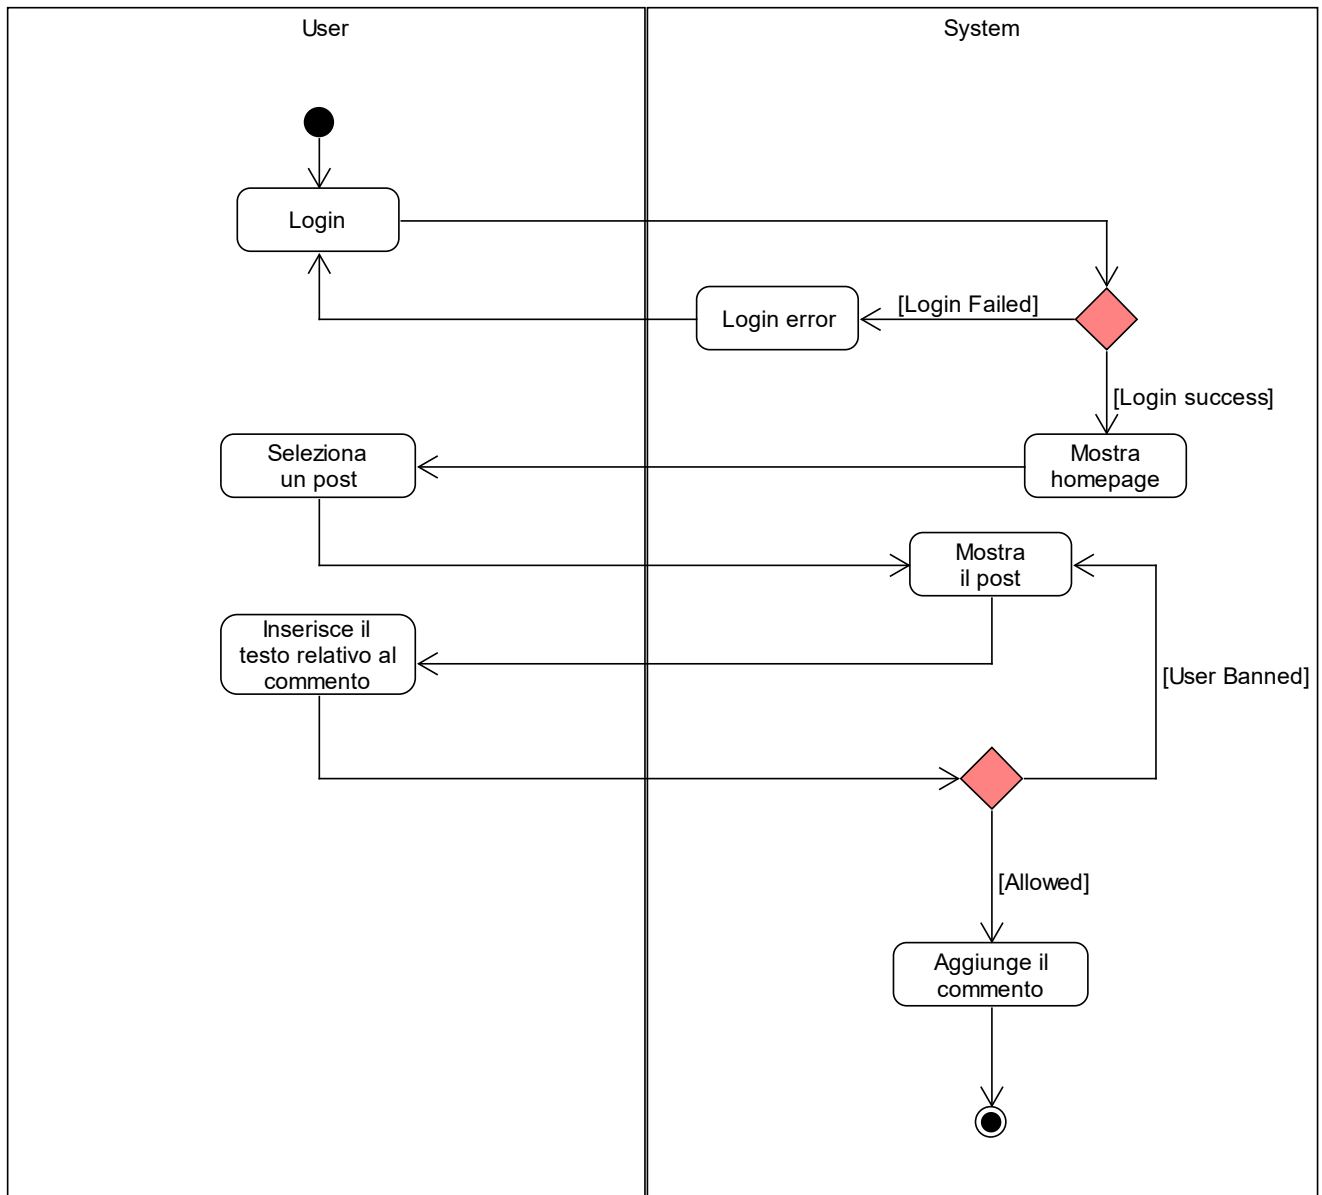 User
System
Login
[Login Failed]
Login error
[Login success]
Seleziona
un post
Mostra
homepage
Mostra
il post
Inserisce il
testo relativo al
commento
[User Banned]
[Allowed]
Aggiunge il
commento